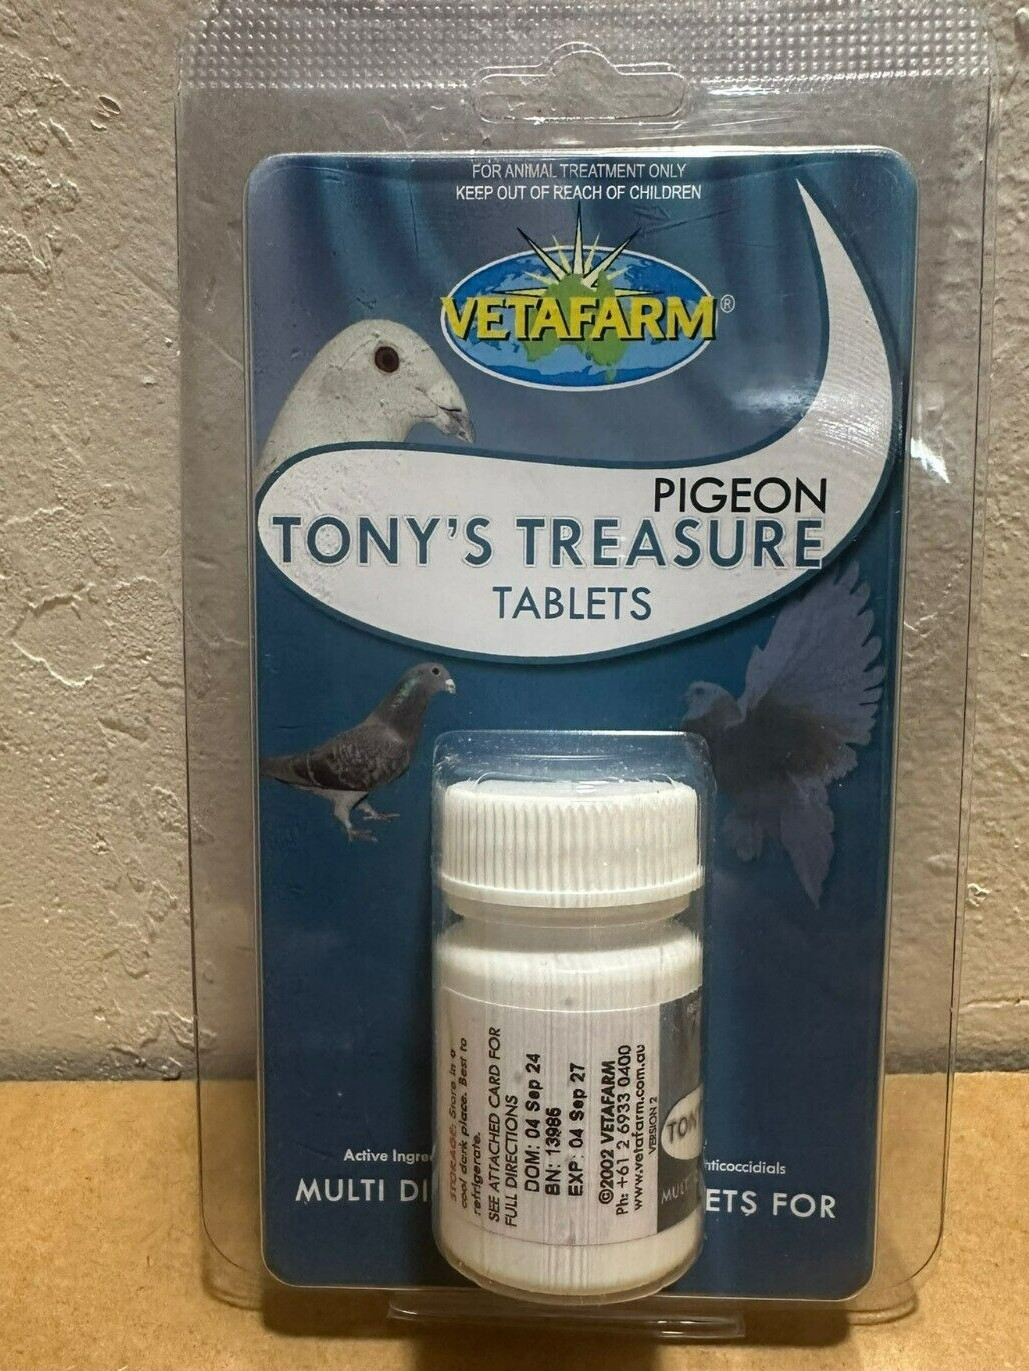 FOR ANIMAL TREATMENT ONLY
KEEP OUT OF REACH OF CHILDREN
VETAFARM®
PIGEON
TONY'S TREASURE
TABLETS
STORAGE: Store in a
cool dark place. Best to
refrigerate.
SEE ATTACHED CARD FOR
FULL DIRECTIONS
DOM: 04 Sep 24
BN: 13986
EXP: 04 Sep 27
©2002 VETAFARM
Ph: +61 2 6933 0400
www.vetafarm.com.au
VERSION 2
TON
MULT
Active Ingre
nticoccidials
MULTI DI
ETS FOR